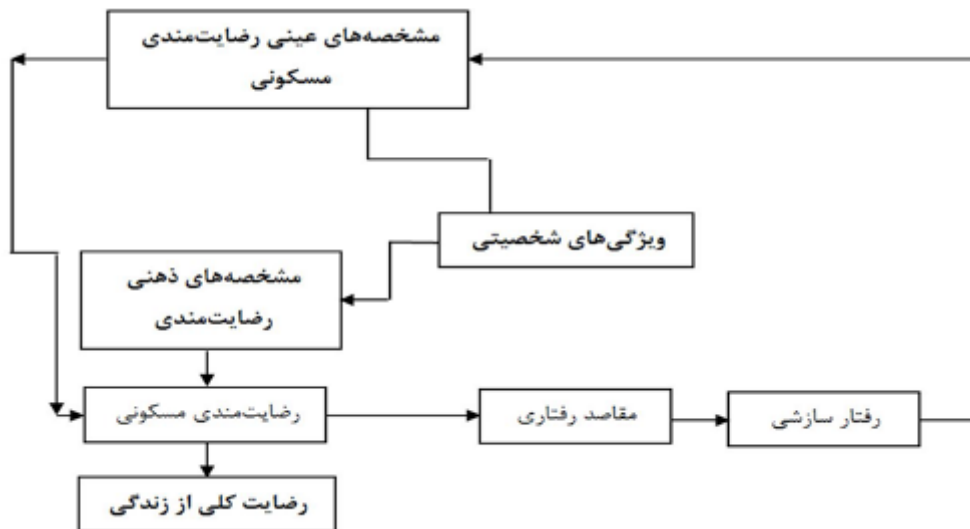 مشخصه‌های عینی رضایت‌مندی
مسکونی
ویژگی‌های شخصیتی
مشخصه‌های ذهنی
رضایت‌مندی
رضایت‌مندی مسکونی
مقاصد رفتاری
رفتار سازشی
رضایت کلی از زندگی